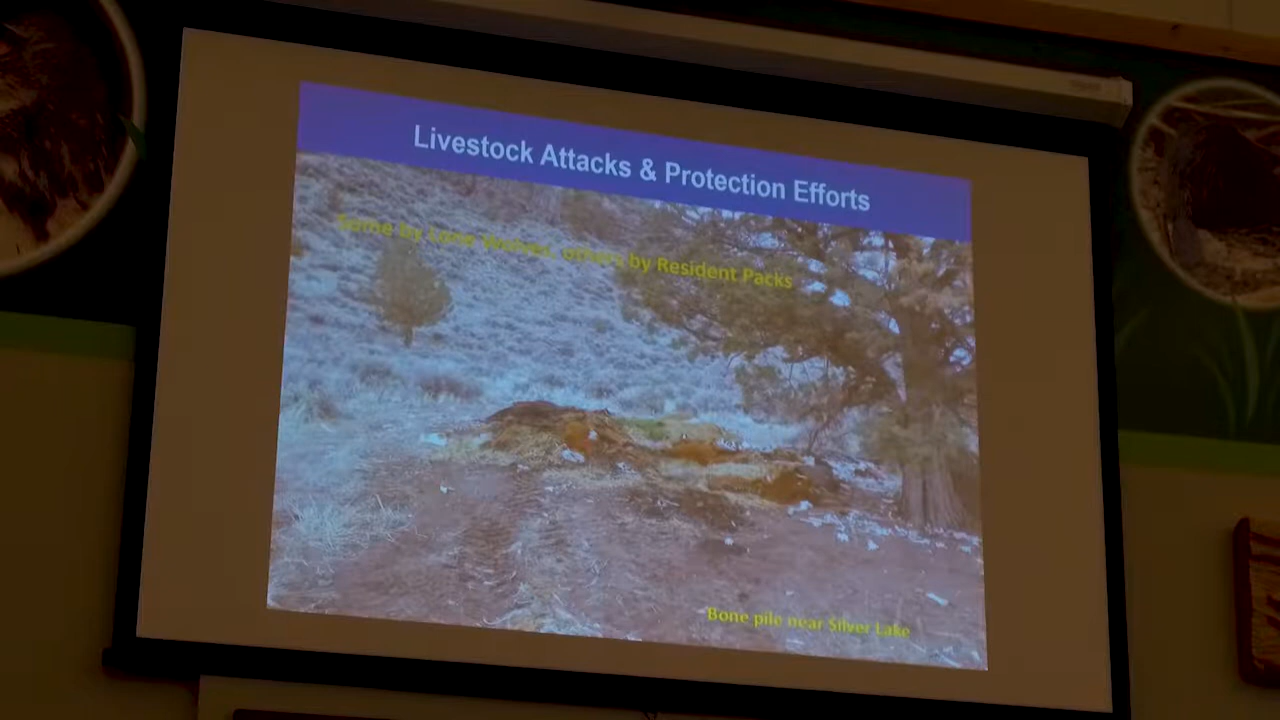 Livestock Attacks & Protection Efforts
Some by Lone Wolves, others by Resident Packs
Bone pile near Silver Lake